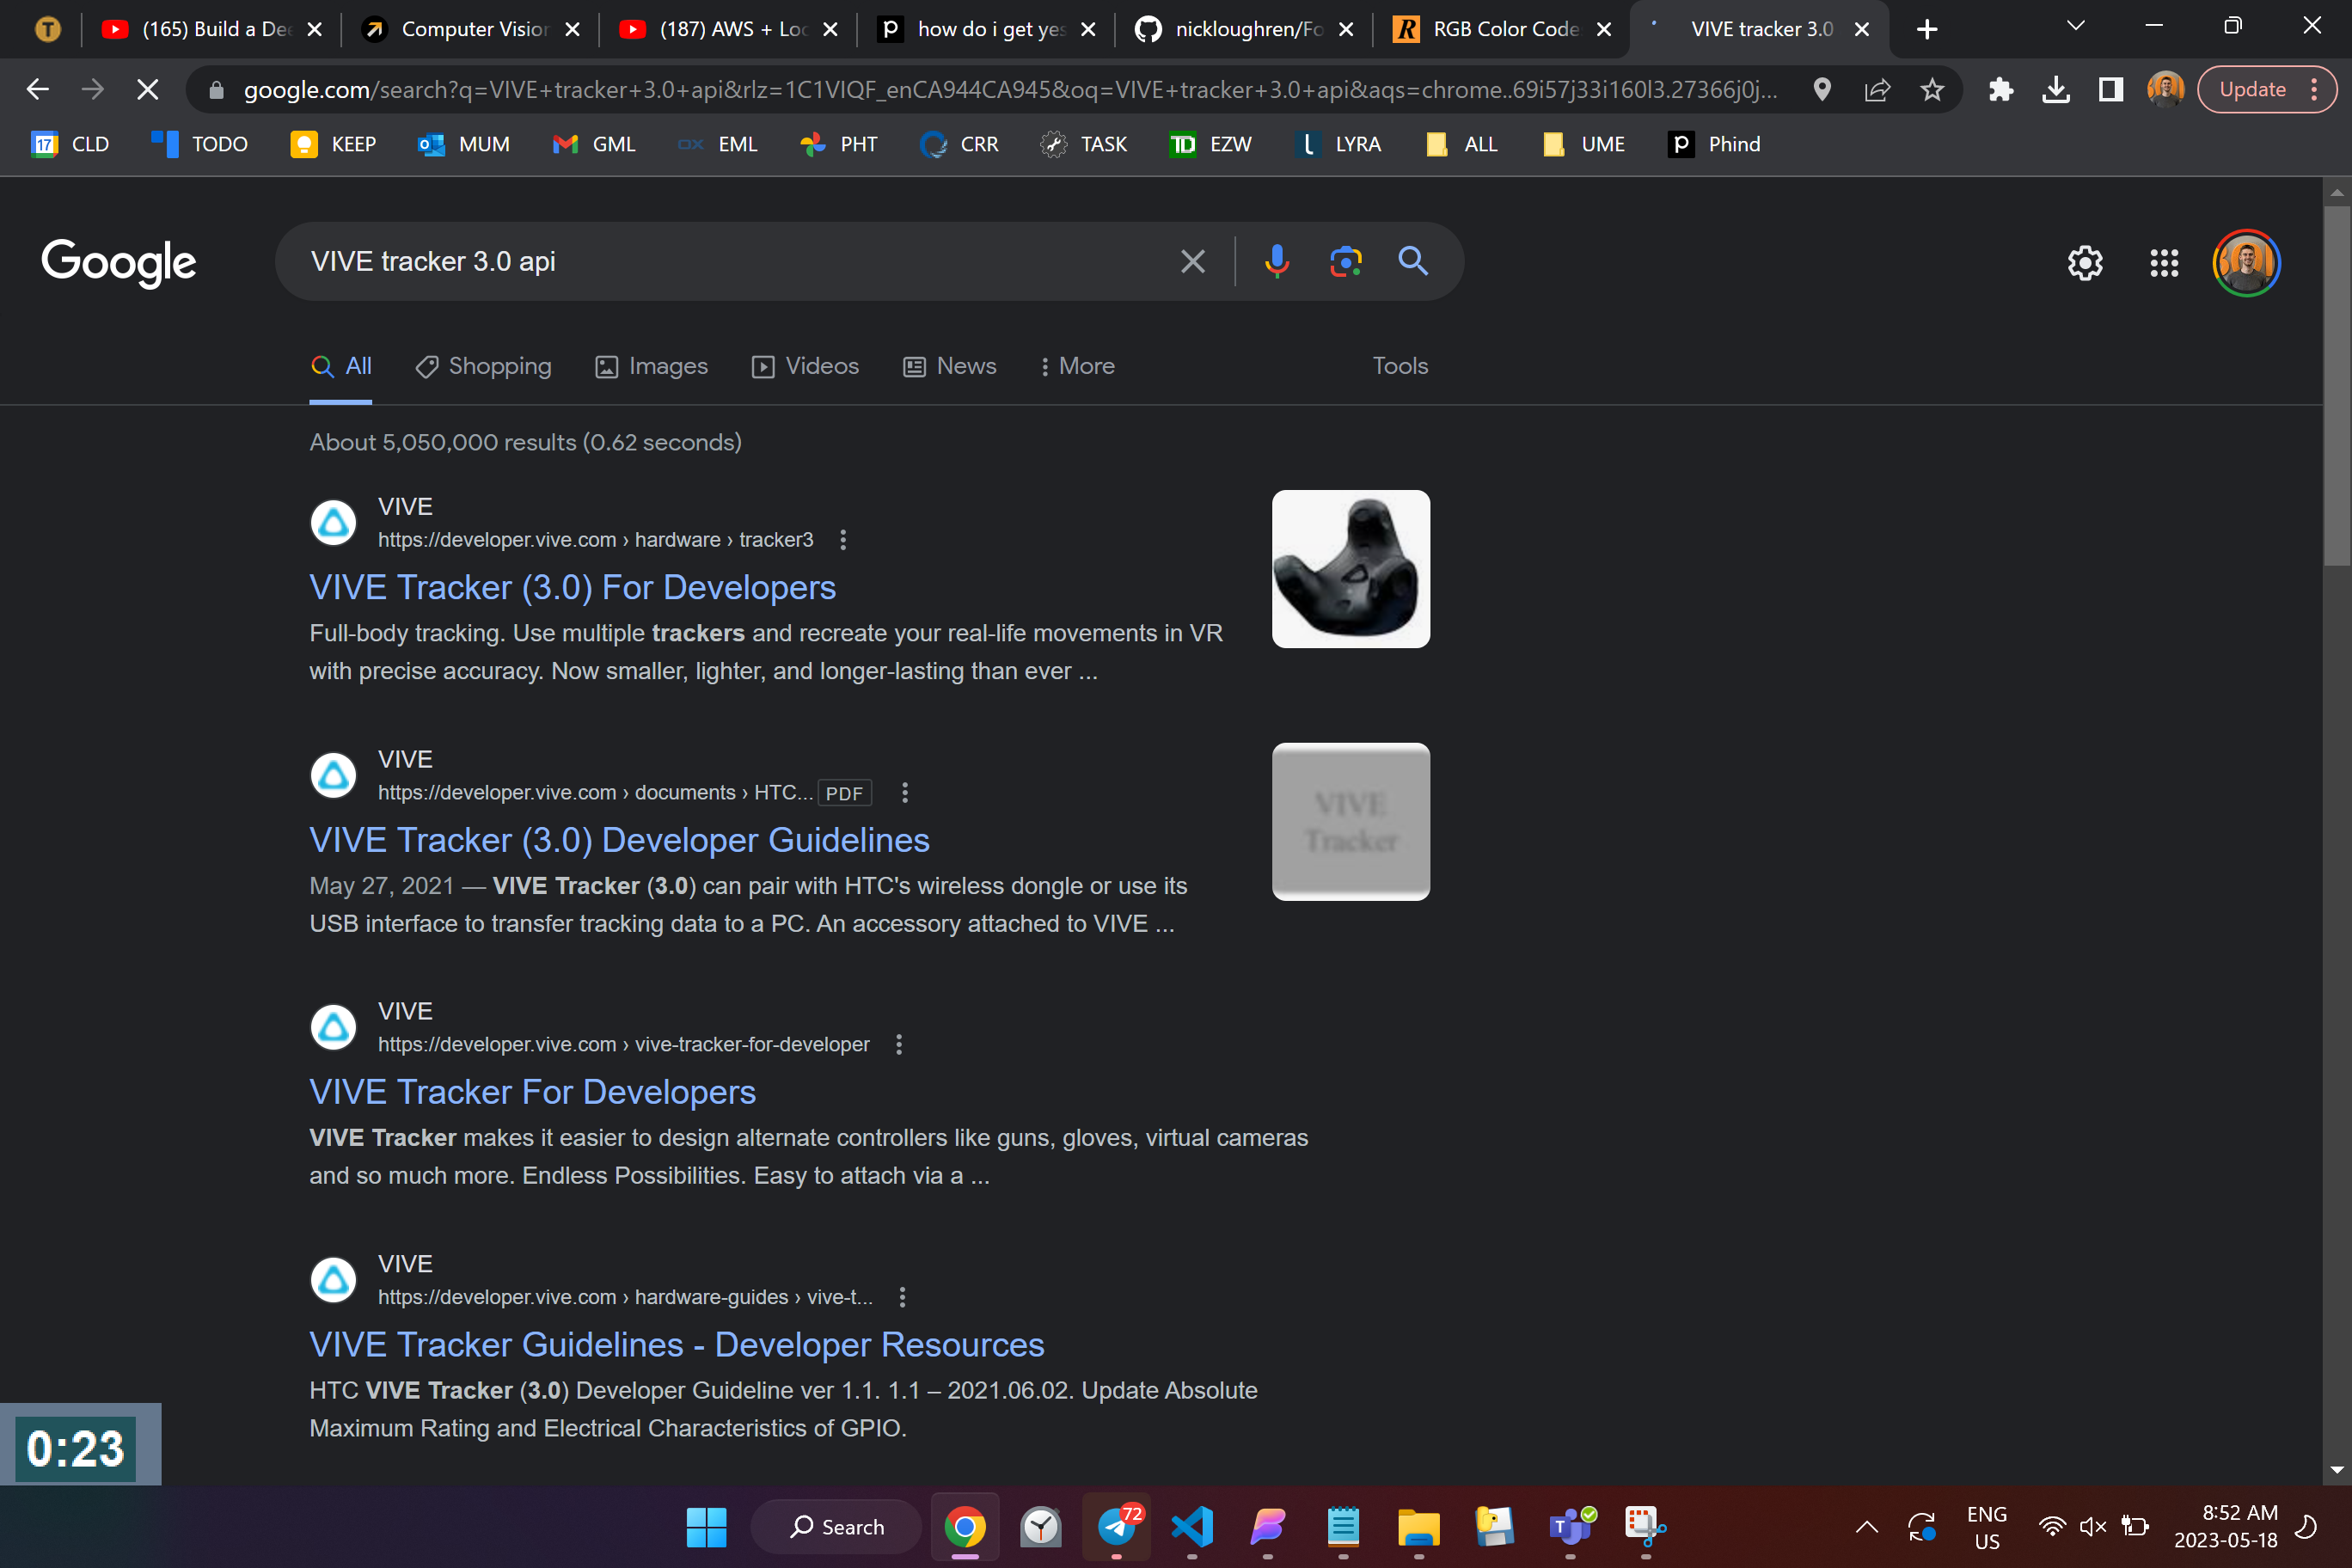 T
(165) Build a De
Computer Vision
(187) AWS + Loc
how do i get yes
nickloughren/Fo
RGB Color Code
VIVE tracker 3.0
google.com/search?q=VIVE+tracker+3.0+api&rlz=1C1VIQF_enCA944CA945&oq=VIVE+tracker+3.0+api&aqs=chrome..69i57j33i160l3.27366j0j...
Update
CLD
TODO
KEEP
MUM
GML
EML
PHT
CRR
TASK
EZW
LYRA
ALL
UME
Phind
Google
VIVE tracker 3.0 api
All
Shopping
Images
Videos
News
More
Tools
About 5,050,000 results (0.62 seconds)
VIVE
https://developer.vive.com › hardware › tracker3
VIVE Tracker (3.0) For Developers
Full-body tracking. Use multiple trackers and recreate your real-life movements in VR
with precise accuracy. Now smaller, lighter, and longer-lasting than ever ...
VIVE
https://developer.vive.com › documents › HTC... PDF
VIVE Tracker (3.0) Developer Guidelines
May 27, 2021 — VIVE Tracker (3.0) can pair with HTC's wireless dongle or use its
USB interface to transfer tracking data to a PC. An accessory attached to VIVE ...
VIVE
Tracker
VIVE
https://developer.vive.com › vive-tracker-for-developer
VIVE Tracker For Developers
VIVE Tracker makes it easier to design alternate controllers like guns, gloves, virtual cameras
and so much more. Endless Possibilities. Easy to attach via a ...
VIVE
https://developer.vive.com › hardware-guides › vive-t...
VIVE Tracker Guidelines - Developer Resources
HTC VIVE Tracker (3.0) Developer Guideline ver 1.1. 1.1 – 2021.06.02. Update Absolute
Maximum Rating and Electrical Characteristics of GPIO.
0:23
Search
72
ENG
US
8:52 AM
2023-05-18